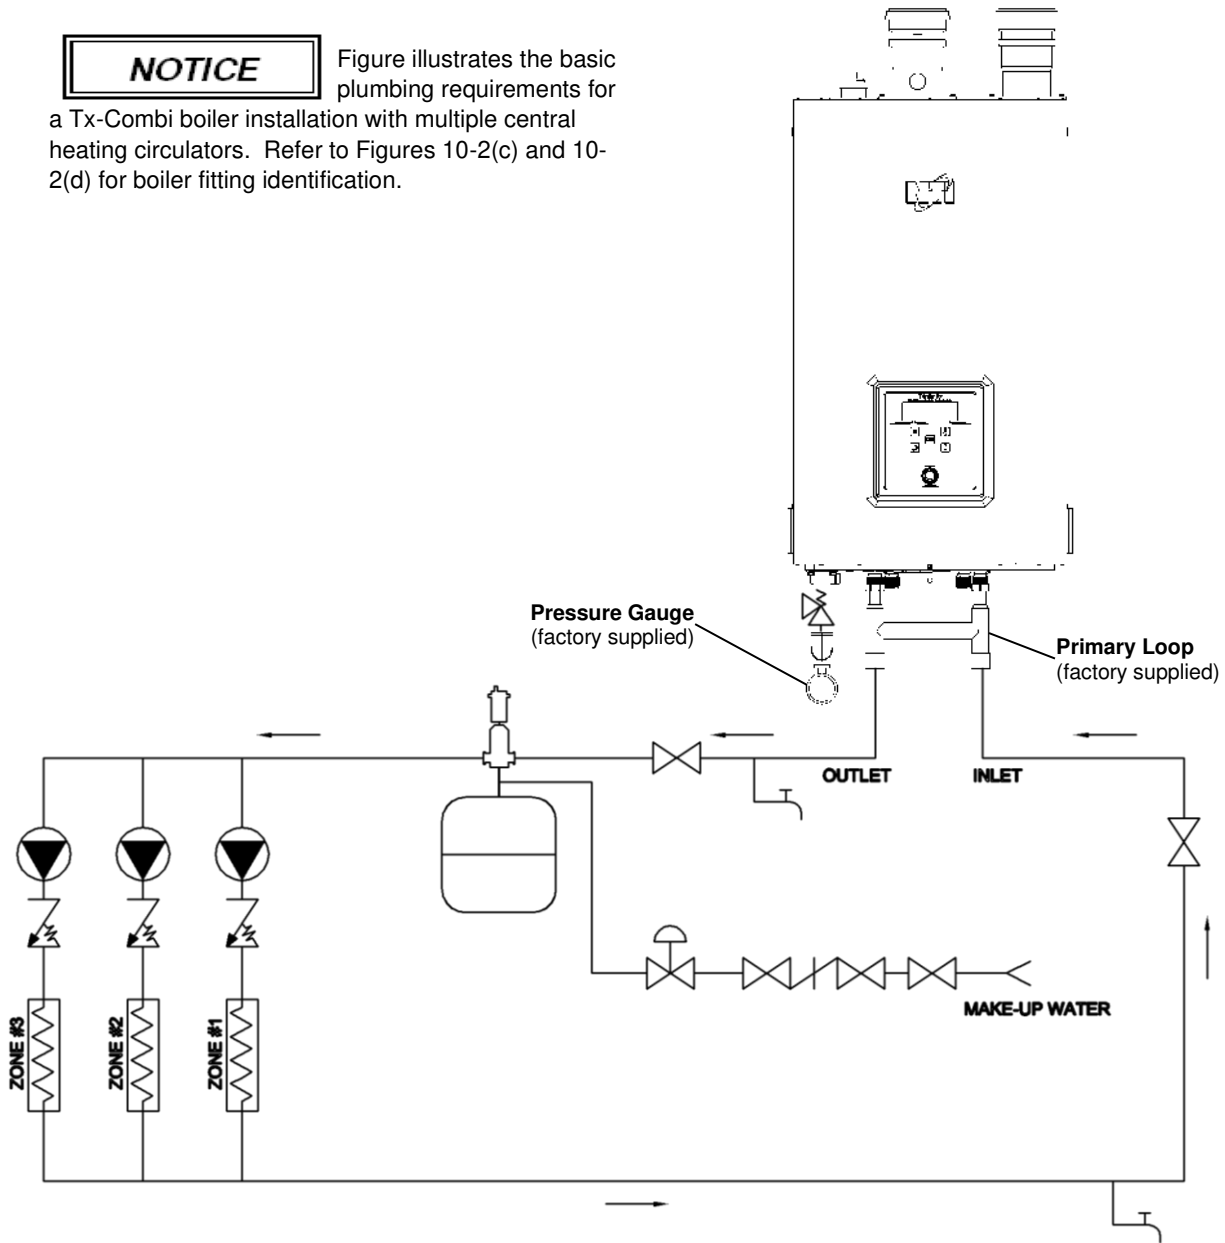 NOTICE
Figure illustrates the basic
plumbing requirements for
a Tx-Combi boiler installation with multiple central
heating circulators. Refer to Figures 10-2(c) and 10-
2(d) for boiler fitting identification.
Pressure Gauge
(factory supplied)
Primary Loop
(factory supplied)
OUTLET
INLET
MAKE-UP WATER
ZONE #3
ZONE #2
ZONE #1